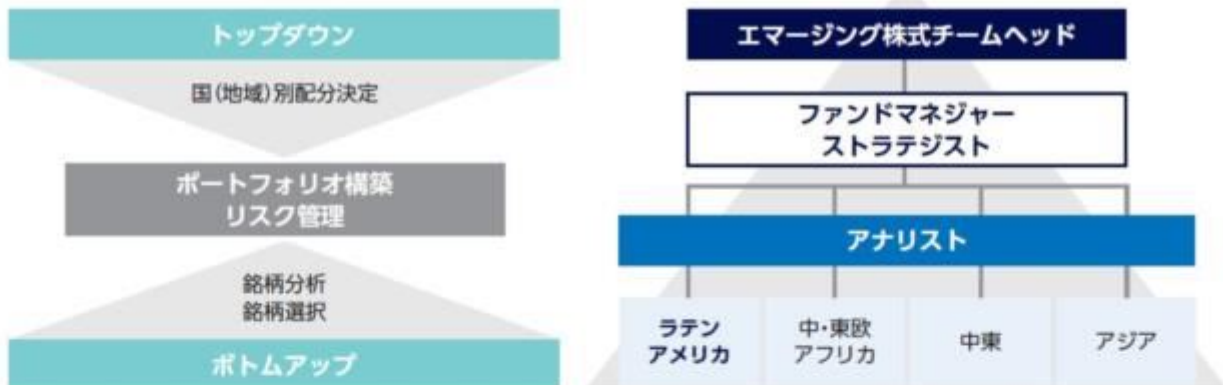 トップダウン
国(地域)別配分決定
ポートフォリオ構築
リスク管理
銘柄分析
銘柄選択
ボトムアップ
エマージング株式チームヘッド
ファンドマネジャー
ストラテジスト
アナリスト
ラテン
アメリカ
中・東欧
アフリカ
中東
アジア